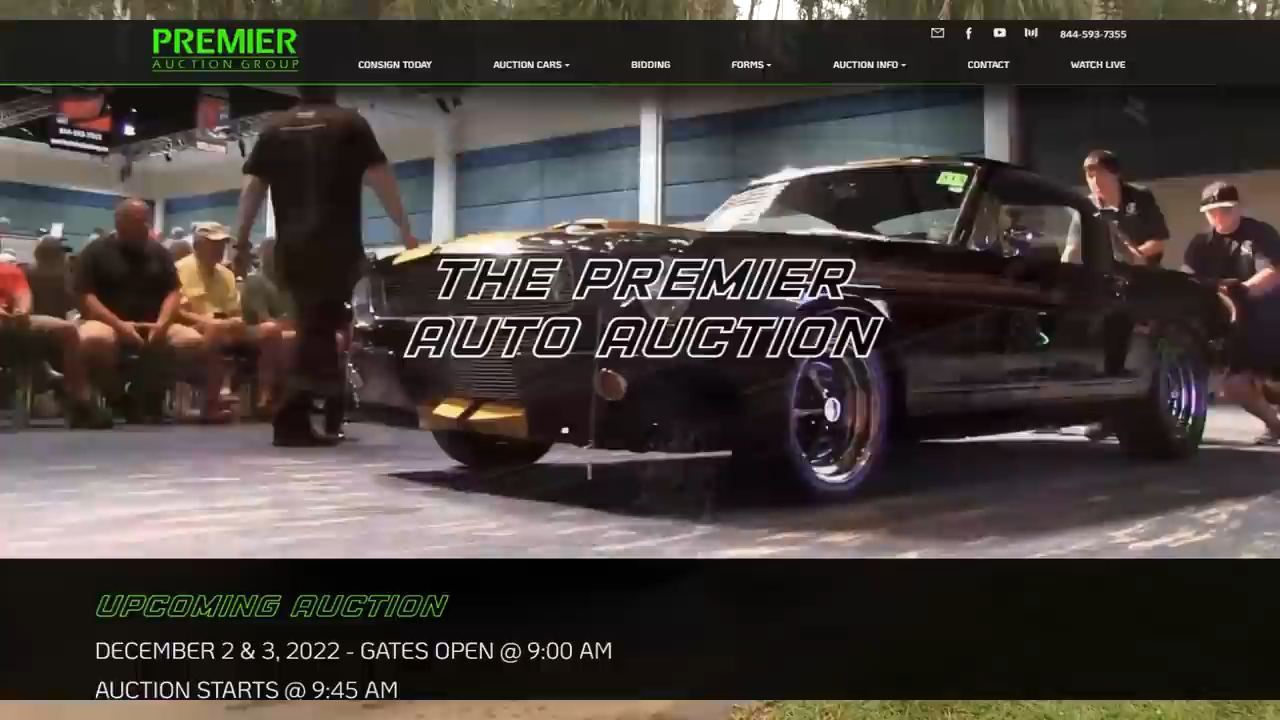 PREMIER
AUCTION GROUP
844-593-7355
CONSIGN TODAY
AUCTION CARS
BIDDING
FORMS
AUCTION INFO
CONTACT
WATCH LIVE
THE PREMIER
AUTO AUCTION
UPCOMING AUCTION
DECEMBER 2 & 3, 2022 - GATES OPEN @ 9:00 AM
AUCTION STARTS @ 9:45 AM